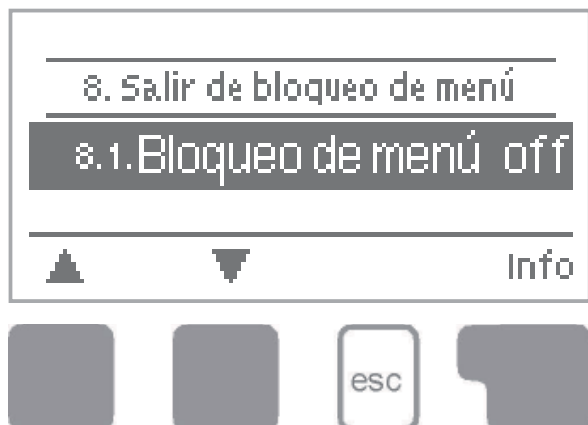 8. Salir de bloqueo de menú
8.1.Bloqueo de menú off
Info
esc